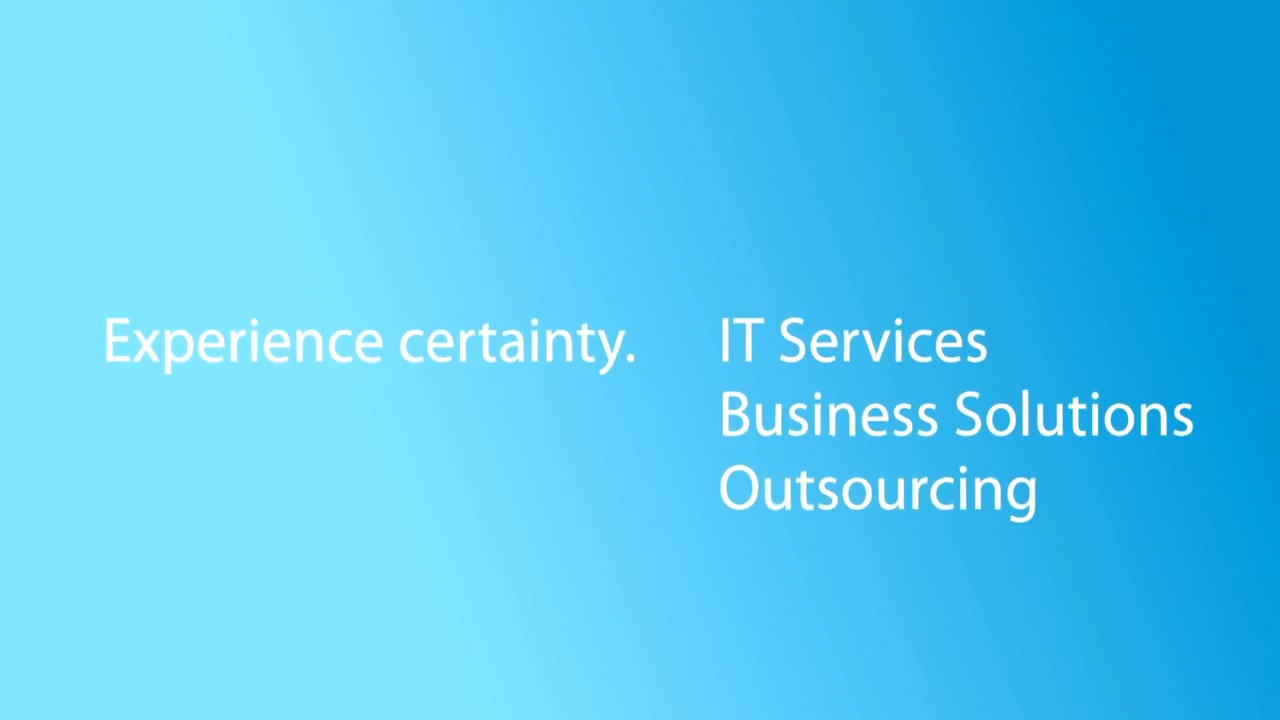 Experience certainty.
IT Services
Business Solutions
Outsourcing